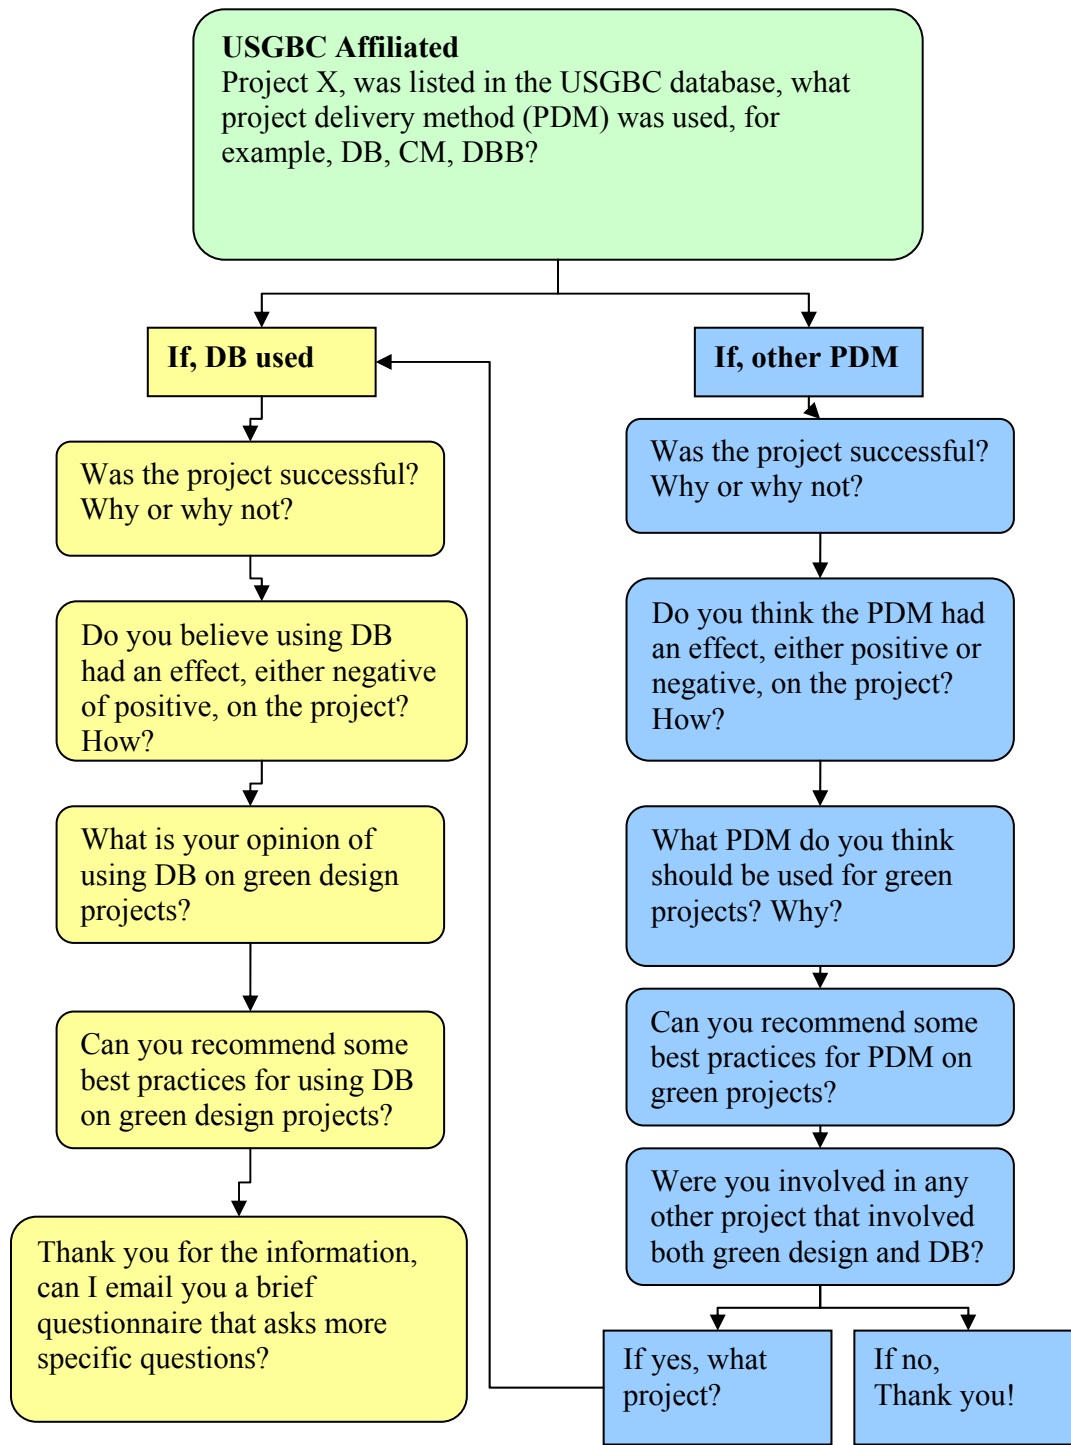 USGBC Affiliated
Project X, was listed in the USGBC database, what
project delivery method (PDM) was used, for
example, DB, CM, DBB?
If, DB used
If, other PDM
Was the project successful?
Why or why not?
Do you believe using DB
had an effect, either negative
of positive, on the project?
How?
What is your opinion of
using DB on green design
projects?
Can you recommend some
best practices for using DB
on green design projects?
Thank you for the information,
can I email you a brief
questionnaire that asks more
specific questions?
Was the project successful?
Why or why not?
Do you think the PDM had
an effect, either positive or
negative, on the project?
How?
What PDM do you think
should be used for green
projects? Why?
Can you recommend some
best practices for PDM on
green projects?
Were you involved in any
other project that involved
both green design and DB?
If yes, what
project?
If no,
Thank you!